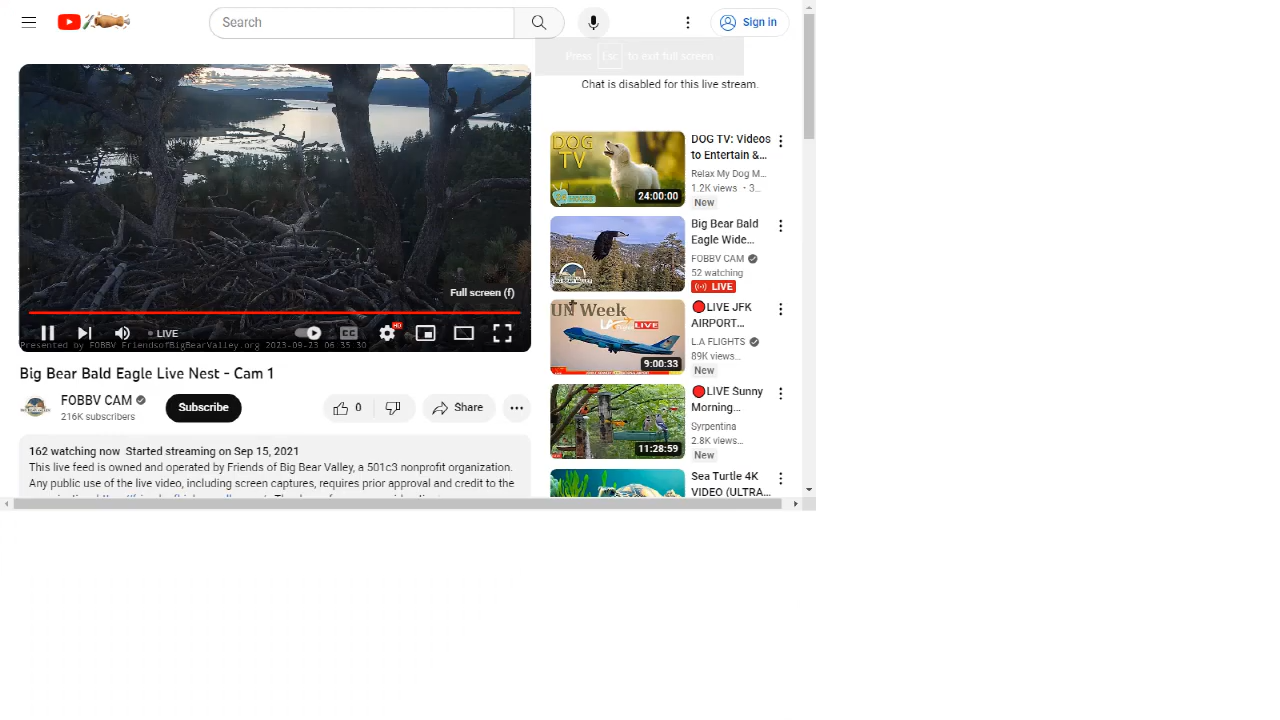 Search
Sign in
Press Esc to exit full screen
Chat is disabled for this live stream.
Full screen (f)
LIVE
Presented by FOBBV FriendsofBigBearValley.org 2023-09-23 06:35:30
Big Bear Bald Eagle Live Nest - Cam 1
FOBBV CAM
216K subscribers
Subscribe
0
Share
162 watching now Started streaming on Sep 15, 2021
This live feed is owned and operated by Friends of Big Bear Valley, a 501c3 nonprofit organization.
Any public use of the live video, including screen captures, requires prior approval and credit to the
DOG TV
24:00:00
DOG TV: Videos
to Entertain &...
Relax My Dog M...
1.2K views · 3...
New
Big Bear Bald
Eagle Wide...
FOBBV CAM
52 watching
LIVE
UN Week
LIVE
9:00:33
LIVE JFK
AIRPORT...
L.A FLIGHTS
89K views...
New
11:28:59
LIVE Sunny
Morning...
Syrpentina
2.8K views...
New
Sea Turtle 4K
VIDEO (ULTRA...